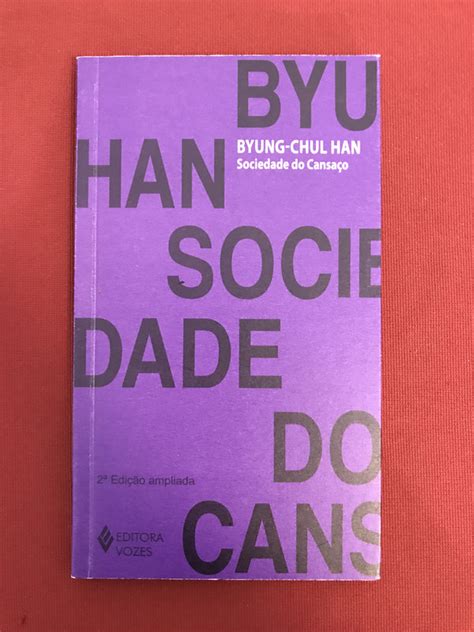 BYU
BYUNG-CHUL HAN
HAN
Sociedade do Cansaço
SOCIE
DADE
DO
2ª Edição ampliada
CANS
EDITORA
VOZES